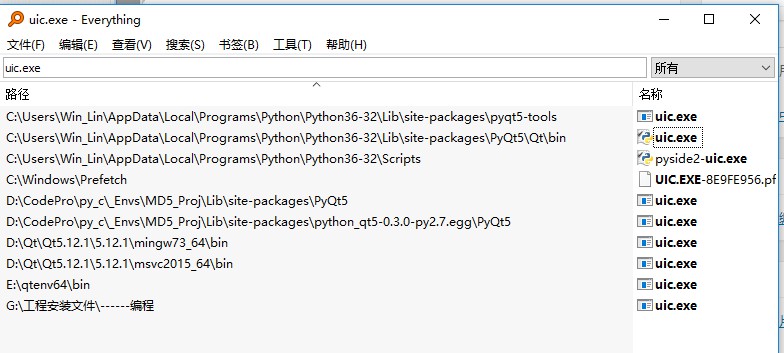 uic.exe - Everything
文件(F) 编辑(E) 查看(V) 搜索(S) 书签(B) 工具(T) 帮助(H)
uic.exe 所有
路径 名称
C:\Users\Win_Lin\AppData\Local\Programs\Python\Python36-32\Lib\site-packages\pyqt5-tools uic.exe
C:\Users\Win_Lin\AppData\Local\Programs\Python\Python36-32\Lib\site-packages\PyQt5\Qt\bin uic.exe
C:\Users\Win_Lin\AppData\Local\Programs\Python\Python36-32\Scripts pyside2-uic.exe
C:\Windows\Prefetch UIC.EXE-8E9FE956.pf
D:\CodePro\py_c\_Envs\MD5_Proj\Lib\site-packages\PyQt5 uic.exe
D:\CodePro\py_c\_Envs\MD5_Proj\Lib\site-packages\python_qt5-0.3.0-py2.7.egg\PyQt5 uic.exe
D:\Qt\Qt5.12.1\5.12.1\mingw73_64\bin uic.exe
D:\Qt\Qt5.12.1\5.12.1\msvc2015_64\bin uic.exe
E:\qtenv64\bin uic.exe
G:\工程安装文件\------编程 uic.exe